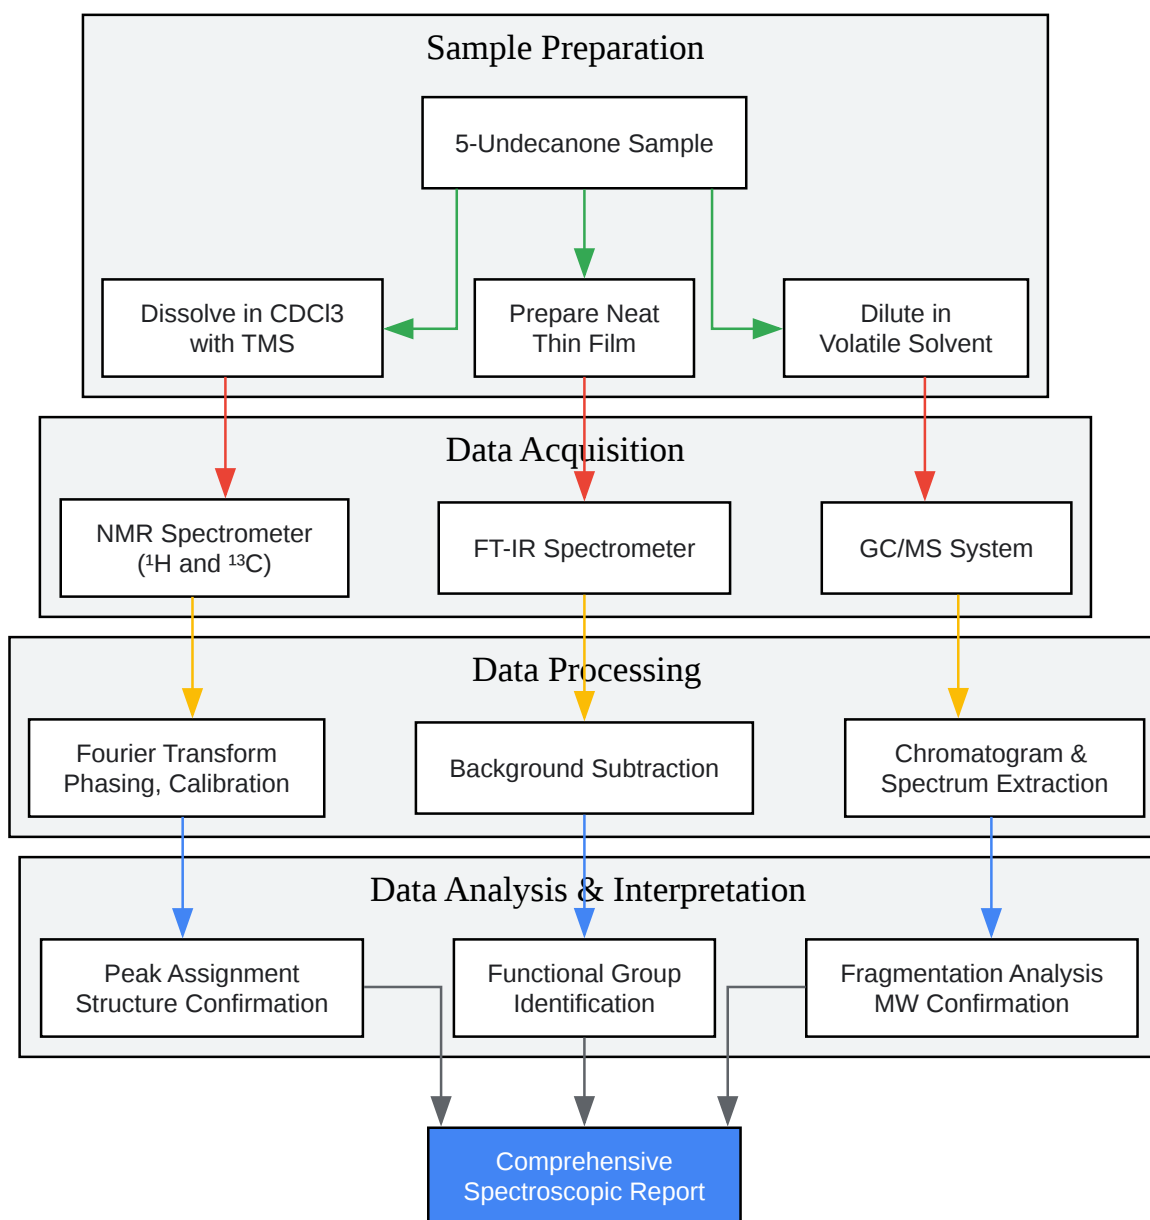 Sample Preparation
5-Undecanone Sample
Dissolve in CDCl3
with TMS
Prepare Neat
Thin Film
Dilute in
Volatile Solvent
Data Acquisition
NMR Spectrometer
(¹H and ¹³C)
FT-IR Spectrometer
GC/MS System
Data Processing
Fourier Transform
Phasing, Calibration
Background Subtraction
Chromatogram &
Spectrum Extraction
Data Analysis & Interpretation
Peak Assignment
Structure Confirmation
Functional Group
Identification
Fragmentation Analysis
MW Confirmation
Comprehensive
Spectroscopic Report